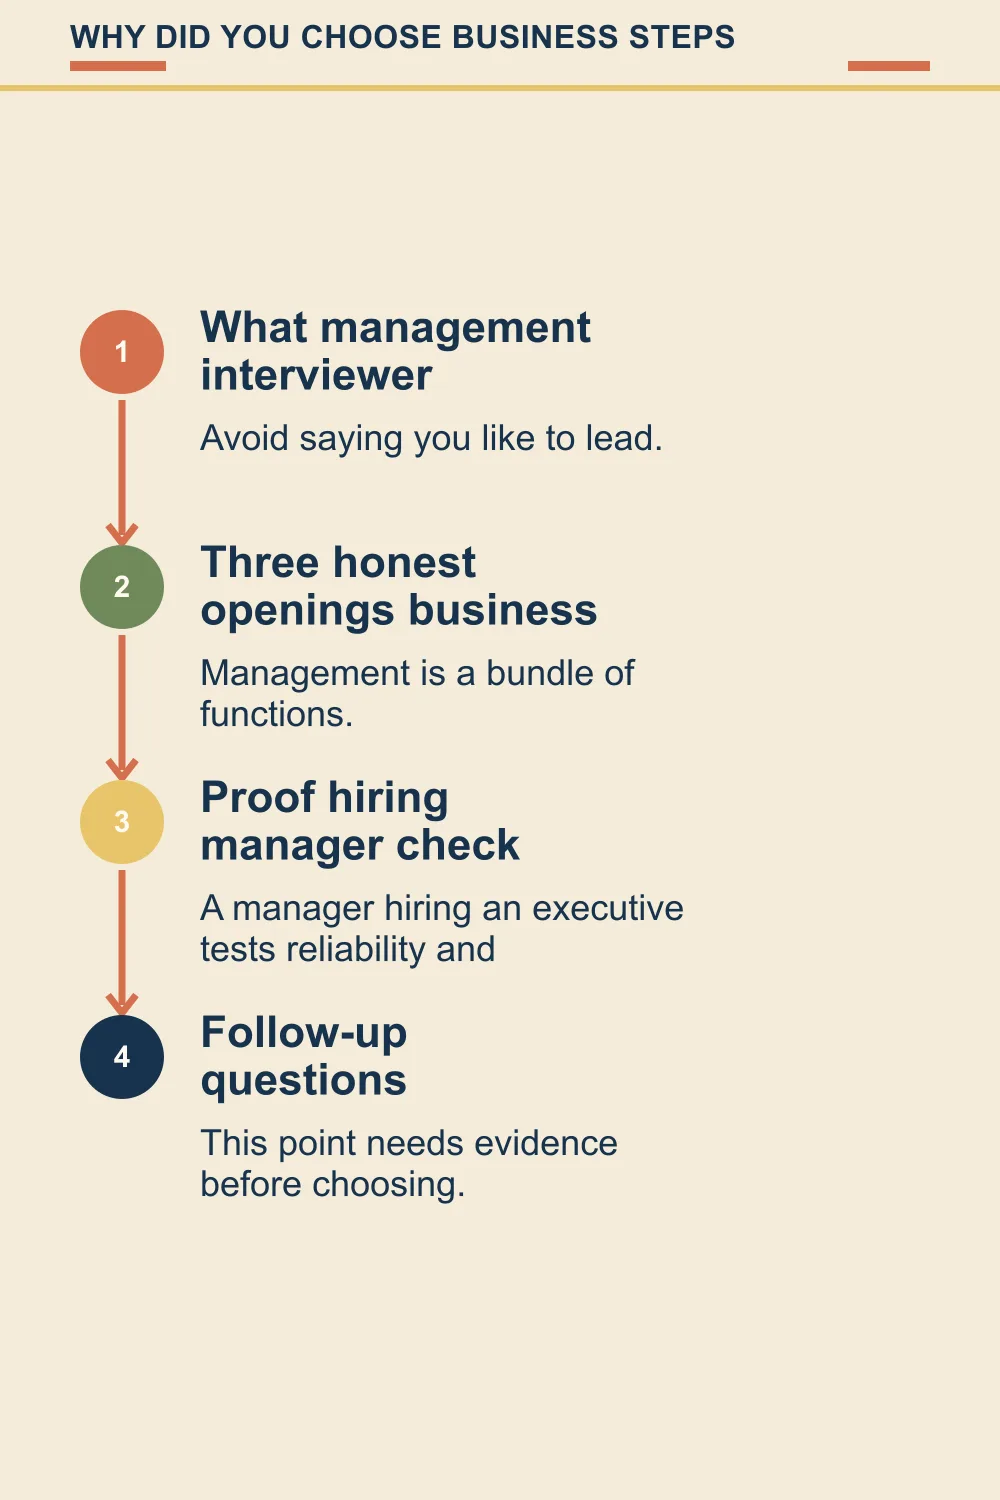 WHY DID YOU CHOOSE BUSINESS STEPS
1
What management
interviewer
Avoid saying you like to lead.
2
Three honest
openings business
Management is a bundle of
functions.
3
Proof hiring
manager check
A manager hiring an executive
tests reliability and
4
Follow-up
questions
This point needs evidence
before choosing.